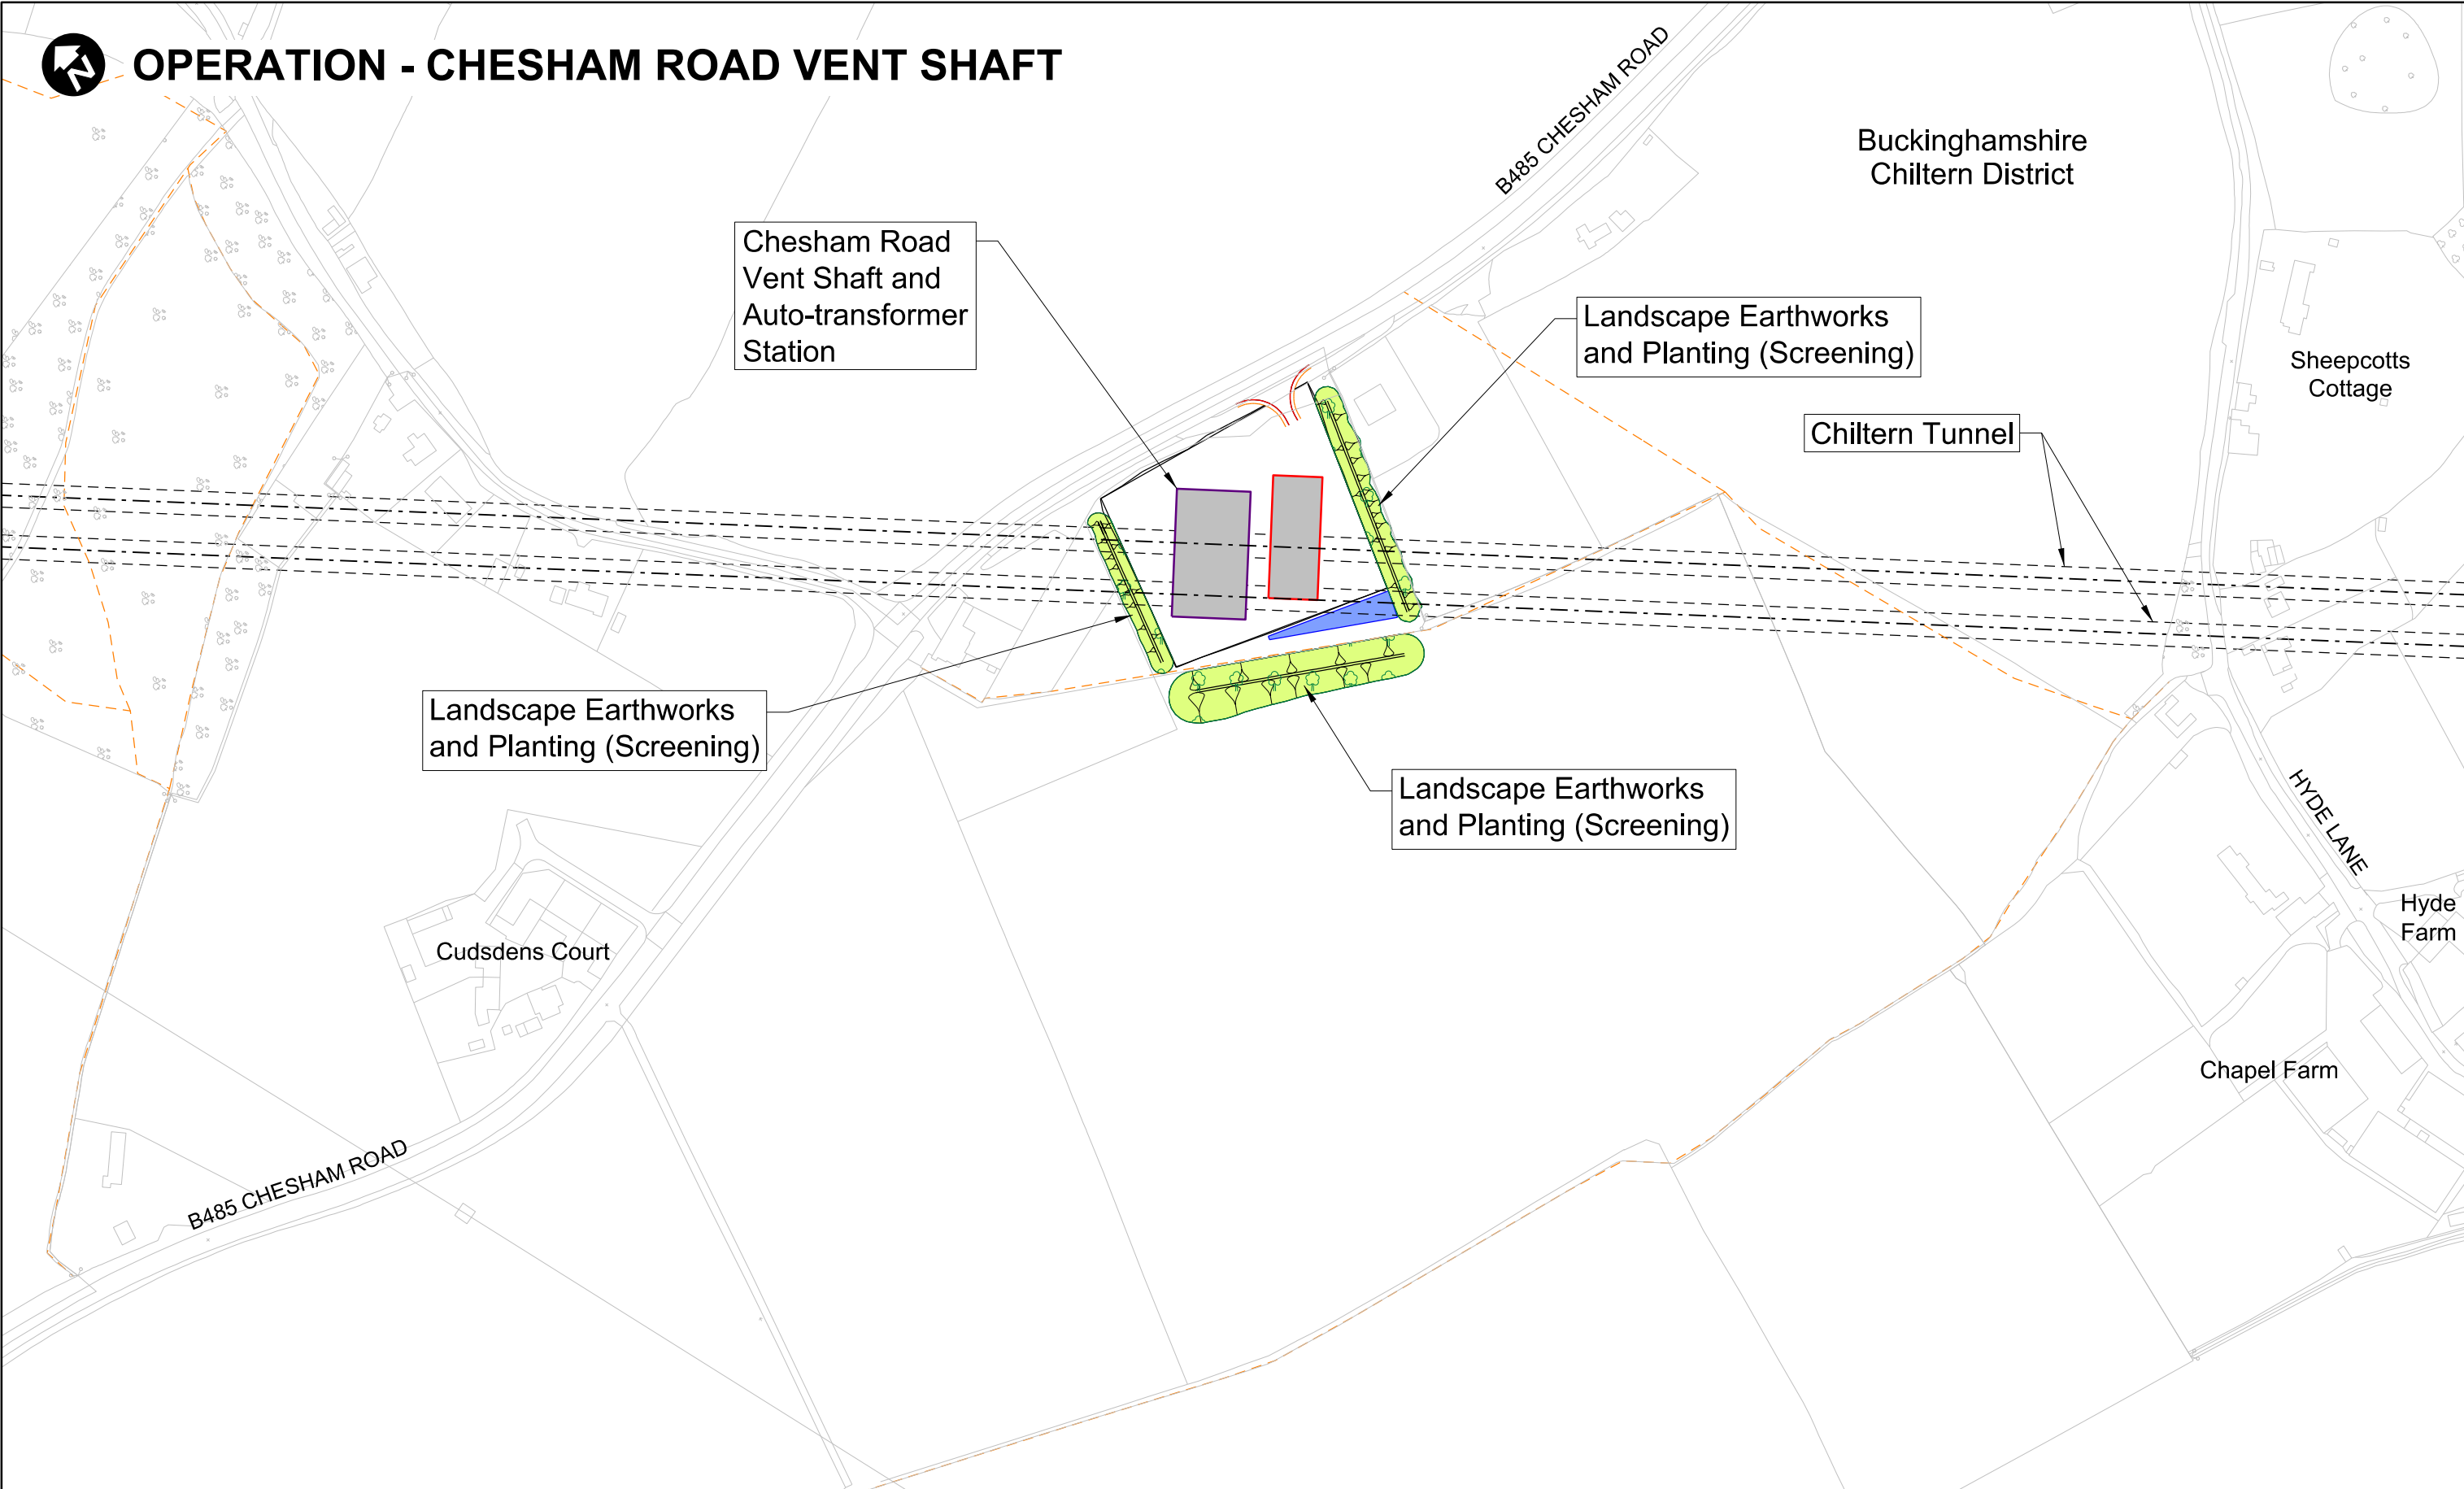 N
OPERATION - CHESHAM ROAD VENT SHAFT
B485 CHESHAM ROAD
Buckinghamshire
Chiltern District
Chesham Road
Vent Shaft and
Auto-transformer
Station
Landscape Earthworks
and Planting (Screening)
Sheepcotts
Cottage
Chiltern Tunnel
Landscape Earthworks
and Planting (Screening)
Landscape Earthworks
and Planting (Screening)
HYDE LANE
Hyde
Farm
Cudsdens Court
Chapel Farm
B485 CHESHAM ROAD